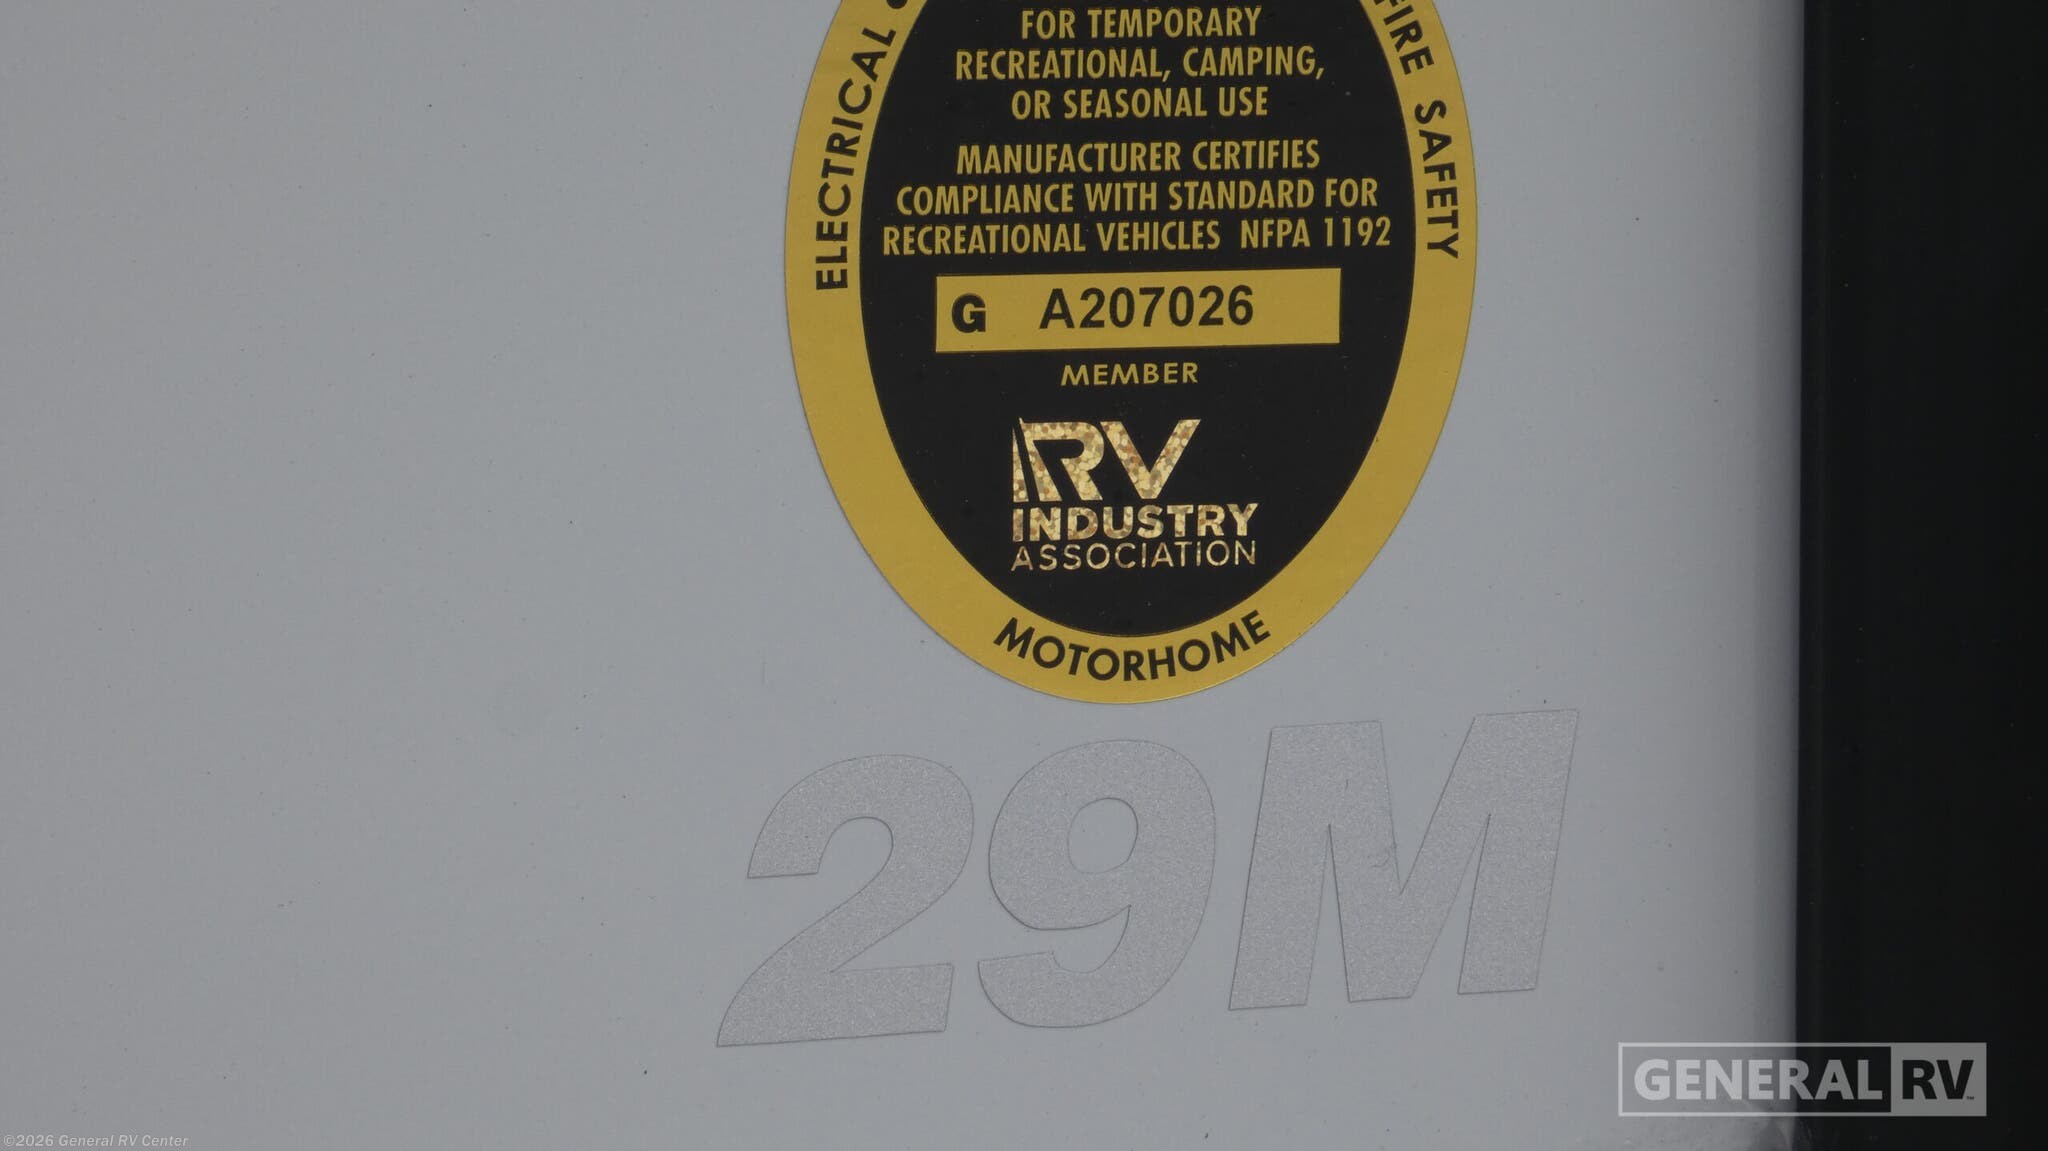 ELECTRICAL
FIRE SAFETY
FOR TEMPORARY
RECREATIONAL, CAMPING,
OR SEASONAL USE
MANUFACTURER CERTIFIES
COMPLIANCE WITH STANDARD FOR
RECREATIONAL VEHICLES NFPA 1192
G A207026
MEMBER
RV
INDUSTRY
ASSOCIATION
MOTORHOME
29M
GENERAL RV™
©2026 General RV Center